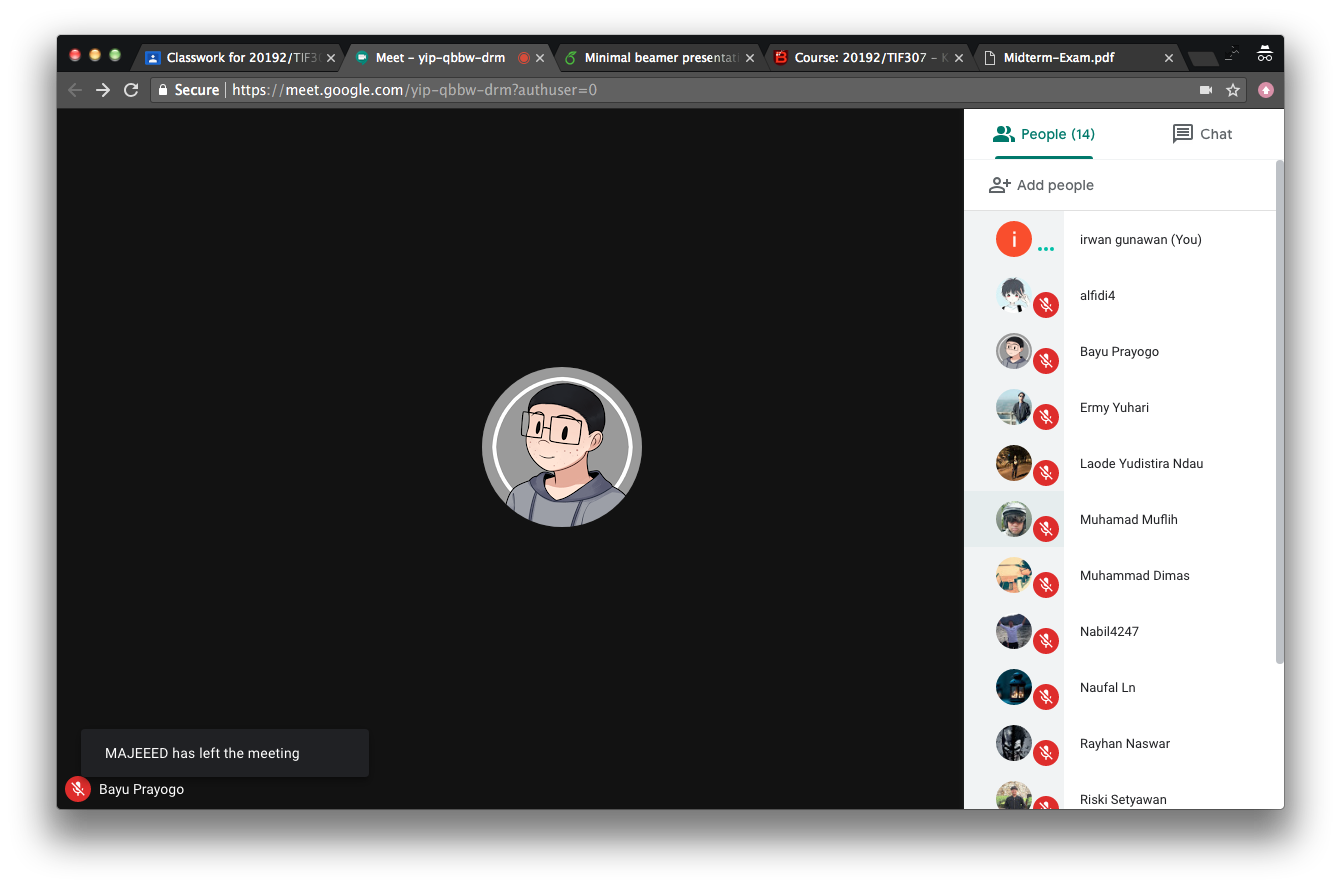 Classwork for 20192/TIF30
Meet – yip-qbbw-drm
Minimal beamer presentati
Course: 20192/TIF307 – K
Midterm-Exam.pdf
Secure | https://meet.google.com/yip-qbbw-drm?authuser=0
People (14)
Chat
Add people
i
irwan gunawan (You)
alfidi4
Bayu Prayogo
Ermy Yuhari
Laode Yudistira Ndau
Muhamad Muflih
Muhammad Dimas
Nabil4247
Naufal Ln
Rayhan Naswar
Riski Setyawan
MAJEEED has left the meeting
Bayu Prayogo